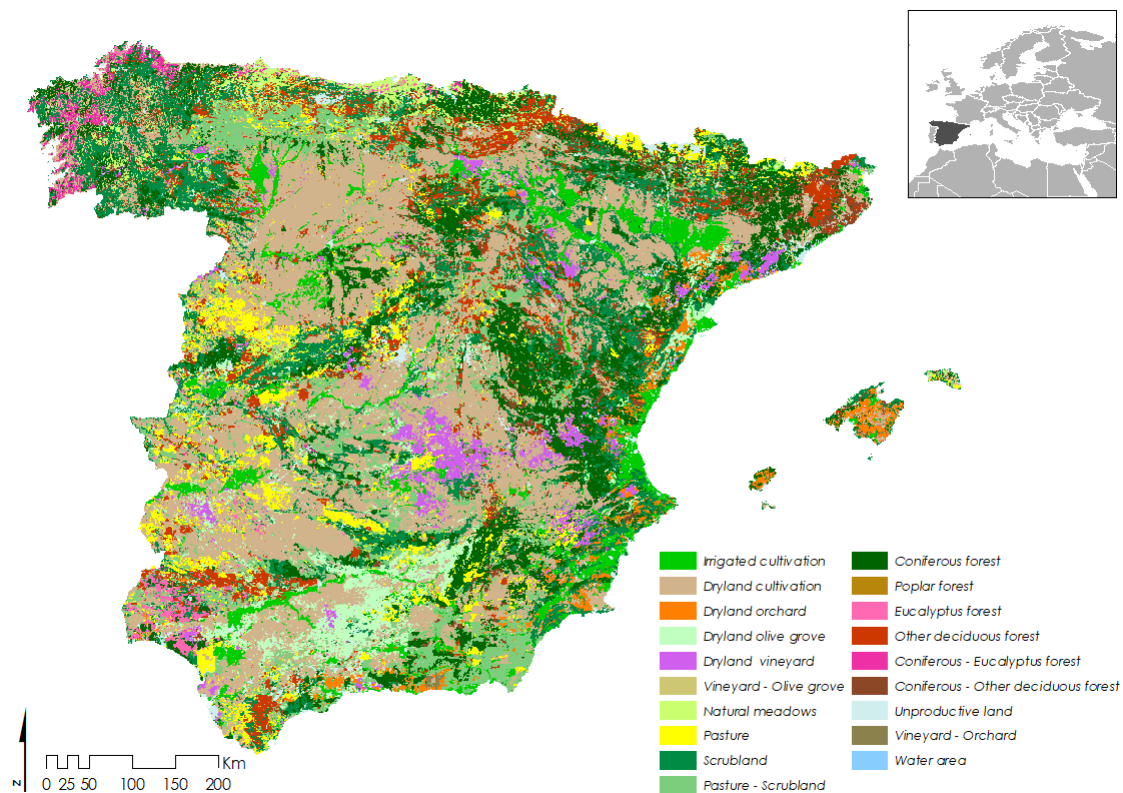 Irrigated cultivation
Dryland cultivation
Dryland orchard
Dryland olive grove
Dryland vineyard
Vineyard - Olive grove
Natural meadows
Pasture
Scrubland
Pasture - Scrubland
Coniferous forest
Poplar forest
Eucalyptus forest
Other deciduous forest
Coniferous - Eucalyptus forest
Coniferous - Other deciduous forest
Unproductive land
Vineyard - Orchard
Water area
N
Km
0 25 50 100 150 200